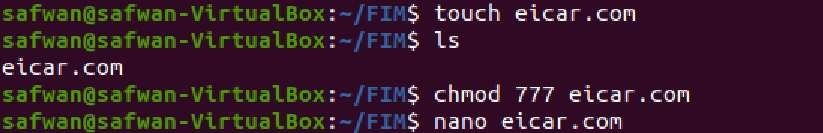 safwan@safwan-VirtualBox:~/FIM$ touch eicar.com
safwan@safwan-VirtualBox:~/FIM$ ls
eicar.com
safwan@safwan-VirtualBox:~/FIM$ chmod 777 eicar.com
safwan@safwan-VirtualBox:~/FIM$ nano eicar.com